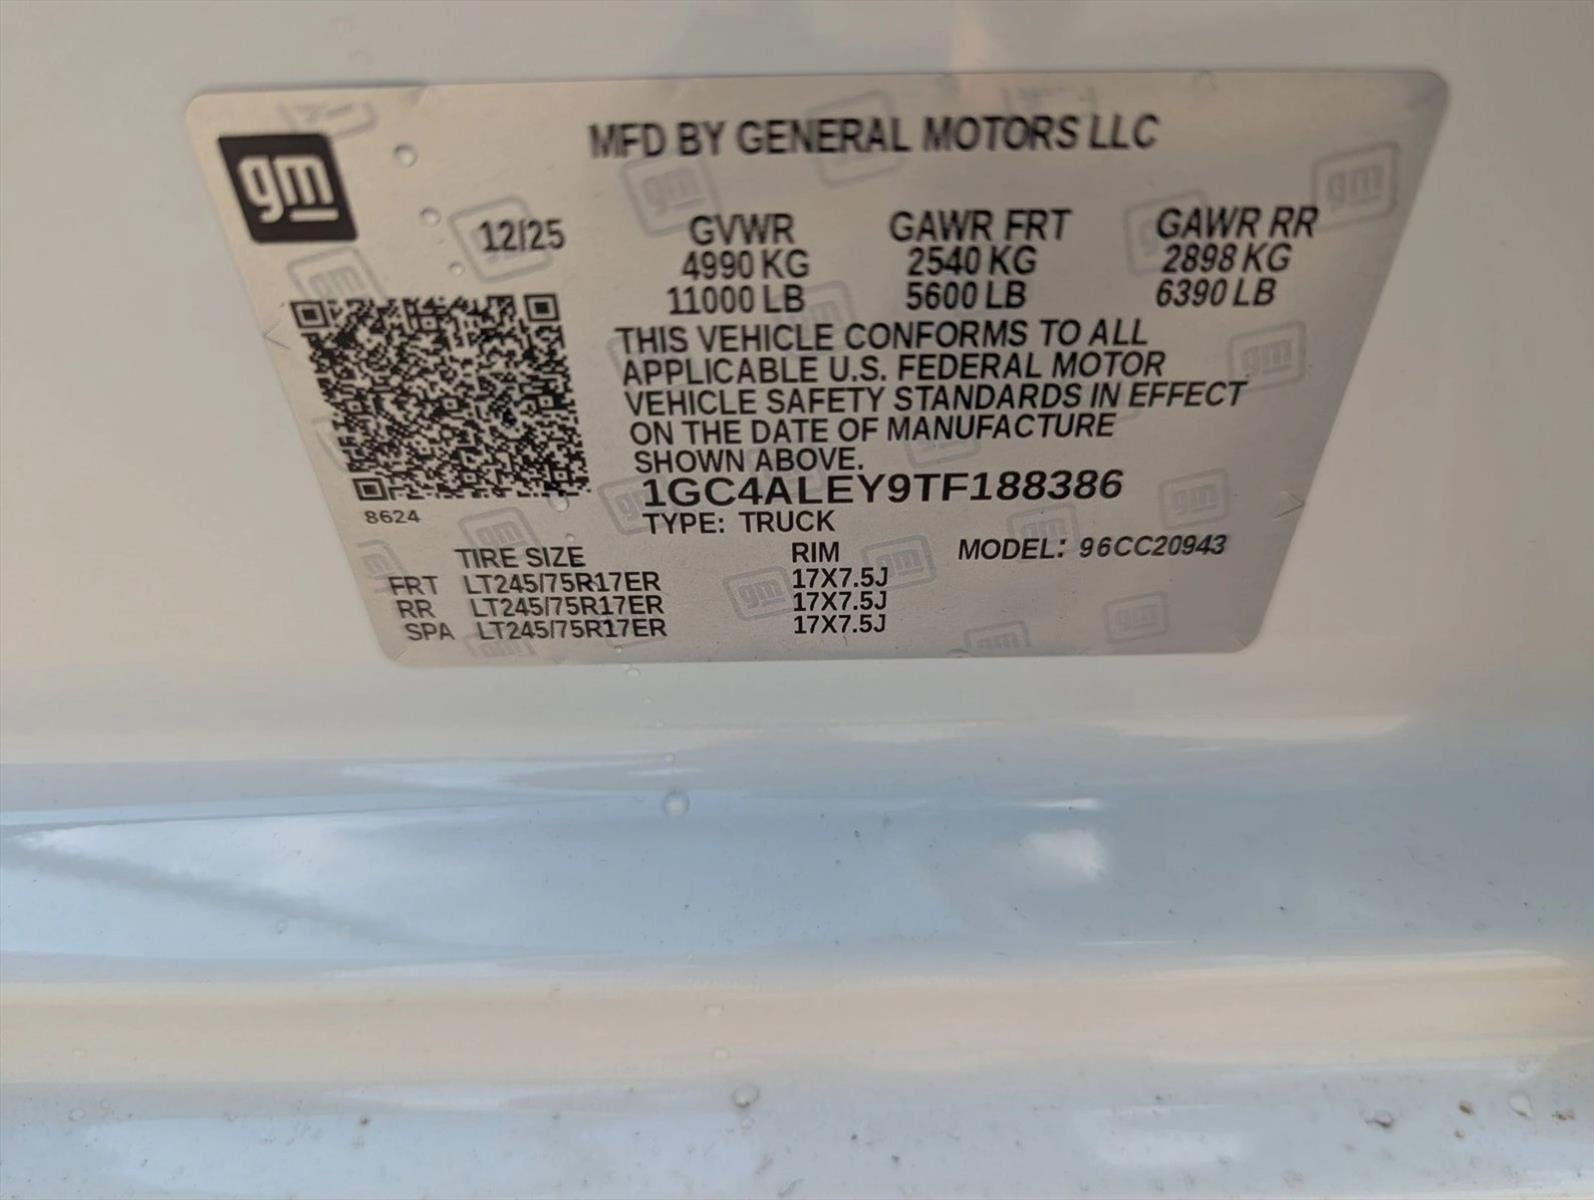 gm
MFD BY GENERAL MOTORS LLC
12/25 GVWR GAWR FRT GAWR RR
4990 KG 2540 KG 2898 KG
11000 LB 5600 LB 6390 LB
THIS VEHICLE CONFORMS TO ALL
APPLICABLE U.S. FEDERAL MOTOR
VEHICLE SAFETY STANDARDS IN EFFECT
ON THE DATE OF MANUFACTURE
SHOWN ABOVE.
1GC4ALEY9TF188386
8624
TYPE: TRUCK
TIRE SIZE RIM MODEL: 96CC20943
FRT LT245/75R17ER 17X7.5J
RR LT245/75R17ER 17X7.5J
SPA LT245/75R17ER 17X7.5J